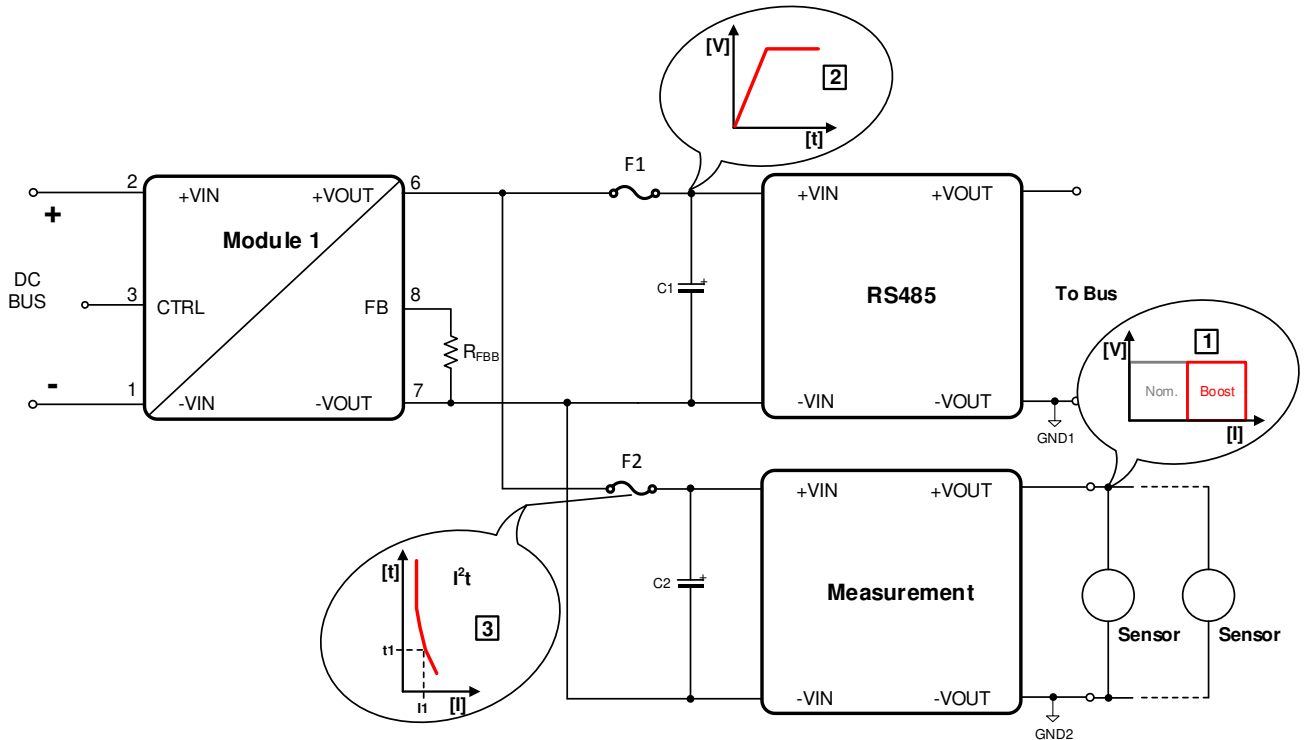 [V]
2
[t]
F1
2
+VIN
+VOUT
6
+
Module 1
DC
BUS
3
CTRL
FB
8
RFBB
-
1
-VIN
-VOUT
7
C1
+
+VIN
+VOUT
RS485
-VIN
-VOUT
To Bus
GND1
[V]
1
Nom.
Boost
[I]
F2
[t]
I²t
3
t1
I1
[I]
C2
+
+VIN
+VOUT
Measurement
-VIN
-VOUT
Sensor
Sensor
GND2